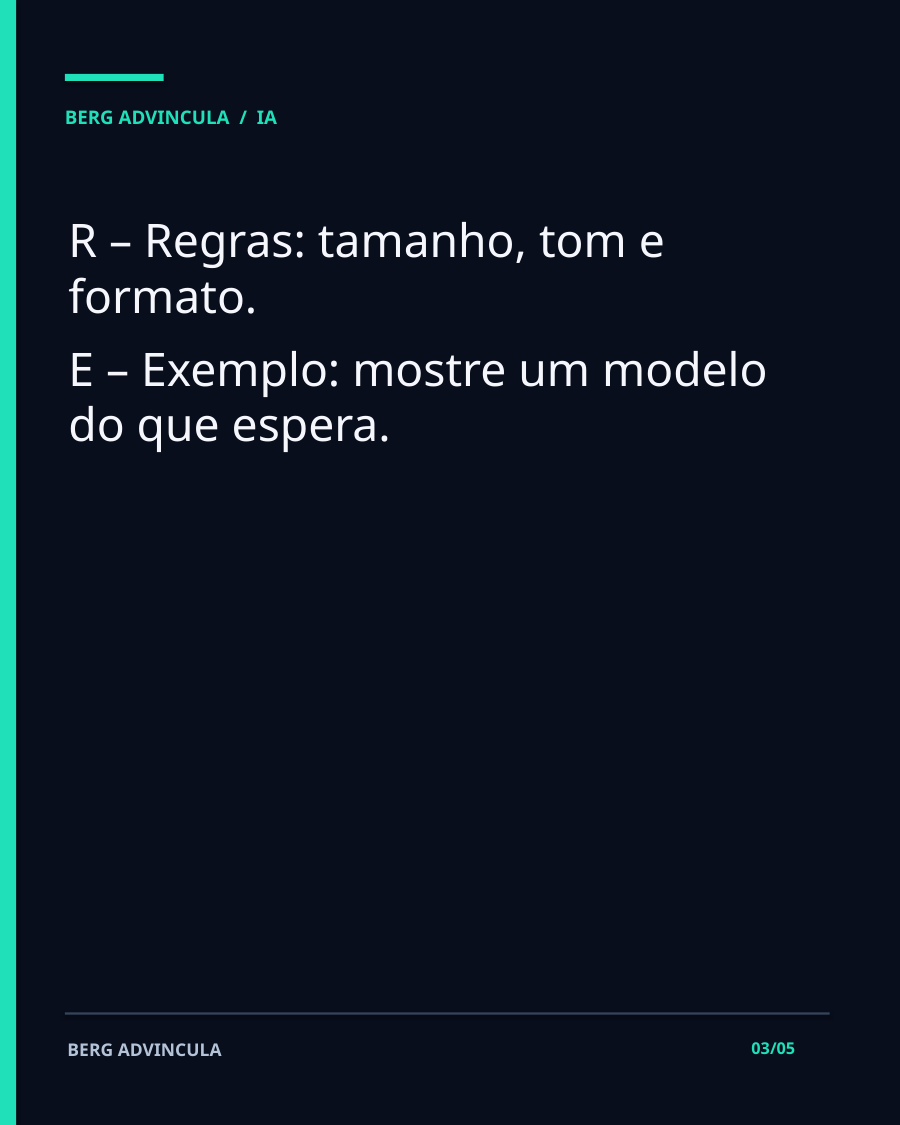 BERG ADVINCULA / IA
R – Regras: tamanho, tom e
formato.
E – Exemplo: mostre um modelo
do que espera.
BERG ADVINCULA
03/05